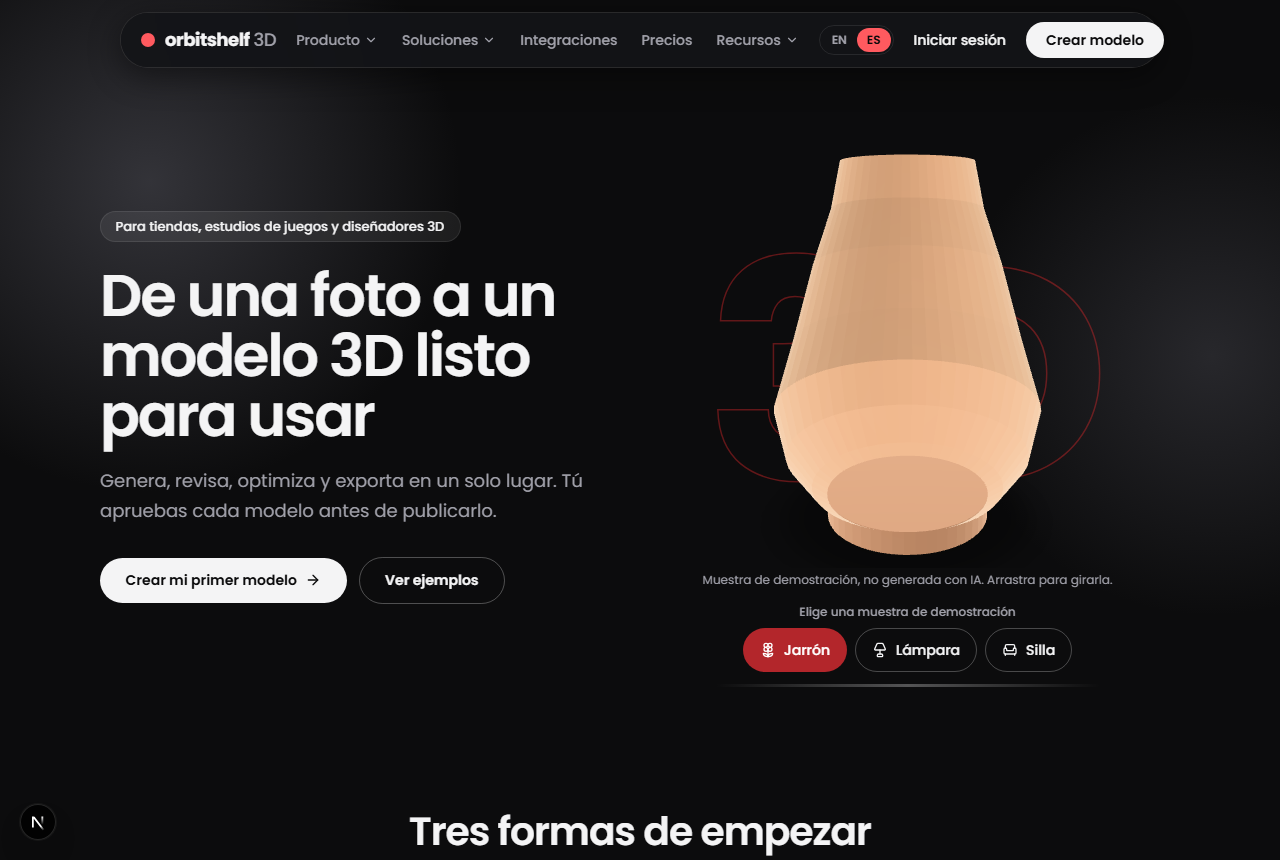 orbitshelf 3D Producto Soluciones Integraciones Precios Recursos EN ES Iniciar sesión Crear modelo
Para tiendas, estudios de juegos y diseñadores 3D
De una foto a un
modelo 3D listo
para usar
Genera, revisa, optimiza y exporta en un solo lugar. Tú
apruebas cada modelo antes de publicarlo.
Crear mi primer modelo
Ver ejemplos
3D
Muestra de demostración, no generada con IA. Arrastra para girarla.
Elige una muestra de demostración
Jarrón Lámpara Silla
Tres formas de empezar
N